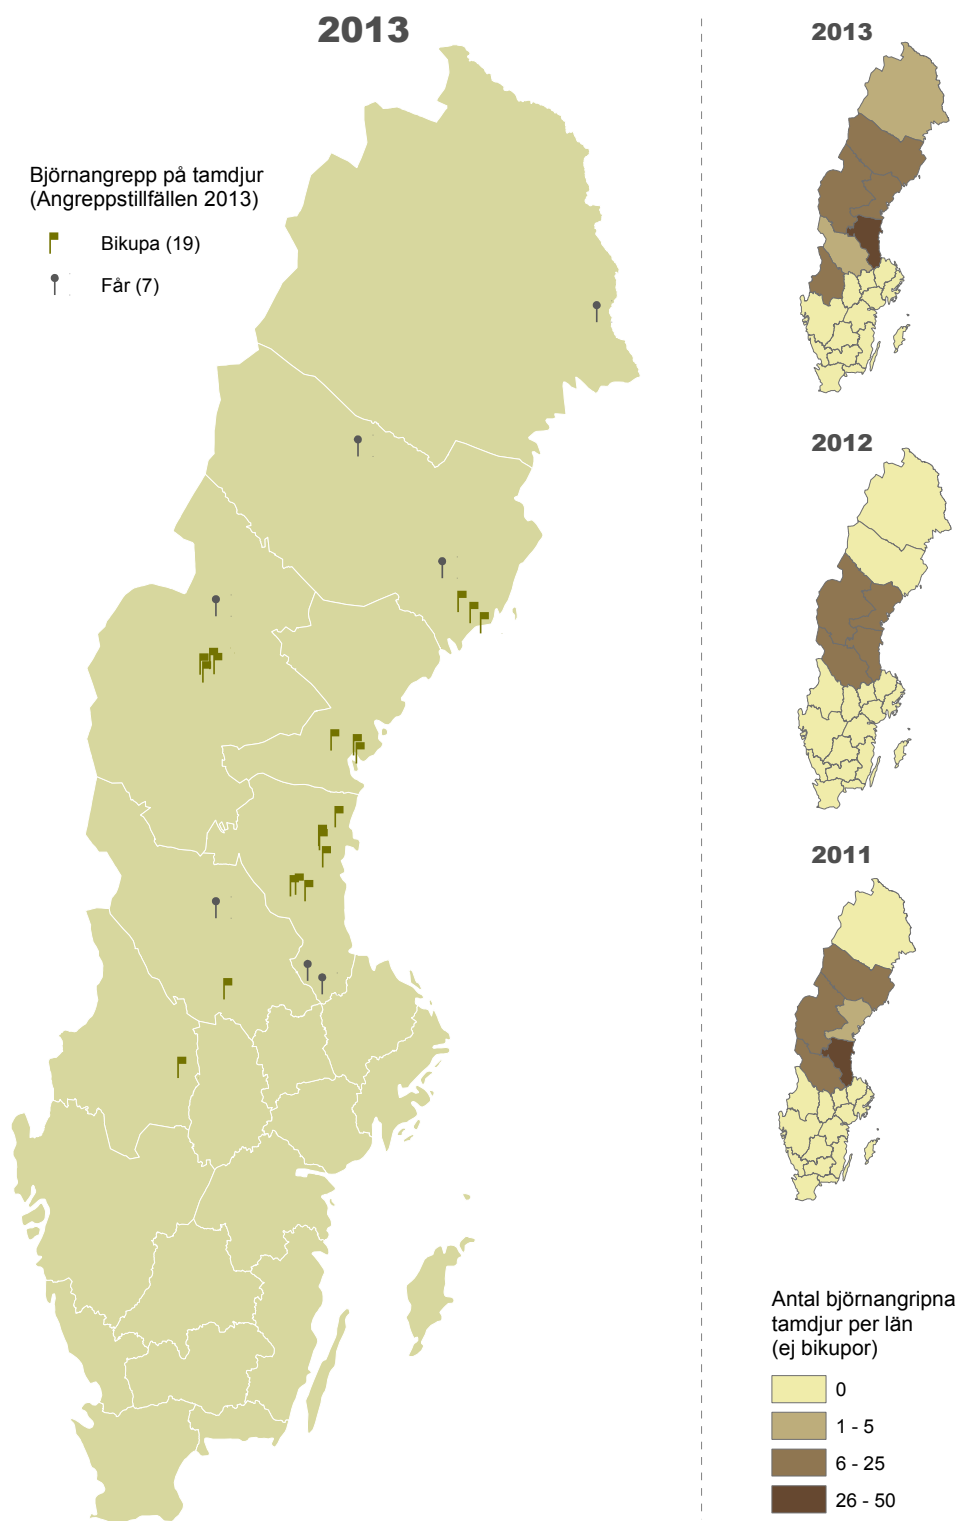 2013
Björnangrepp på tamdjur
(Angreppstillfällen 2013)
Bikupa (19)
Får (7)
2013
2012
2011
Antal björnangripna
tamdjur per län
(ej bikupor)
0
1 - 5
6 - 25
26 - 50